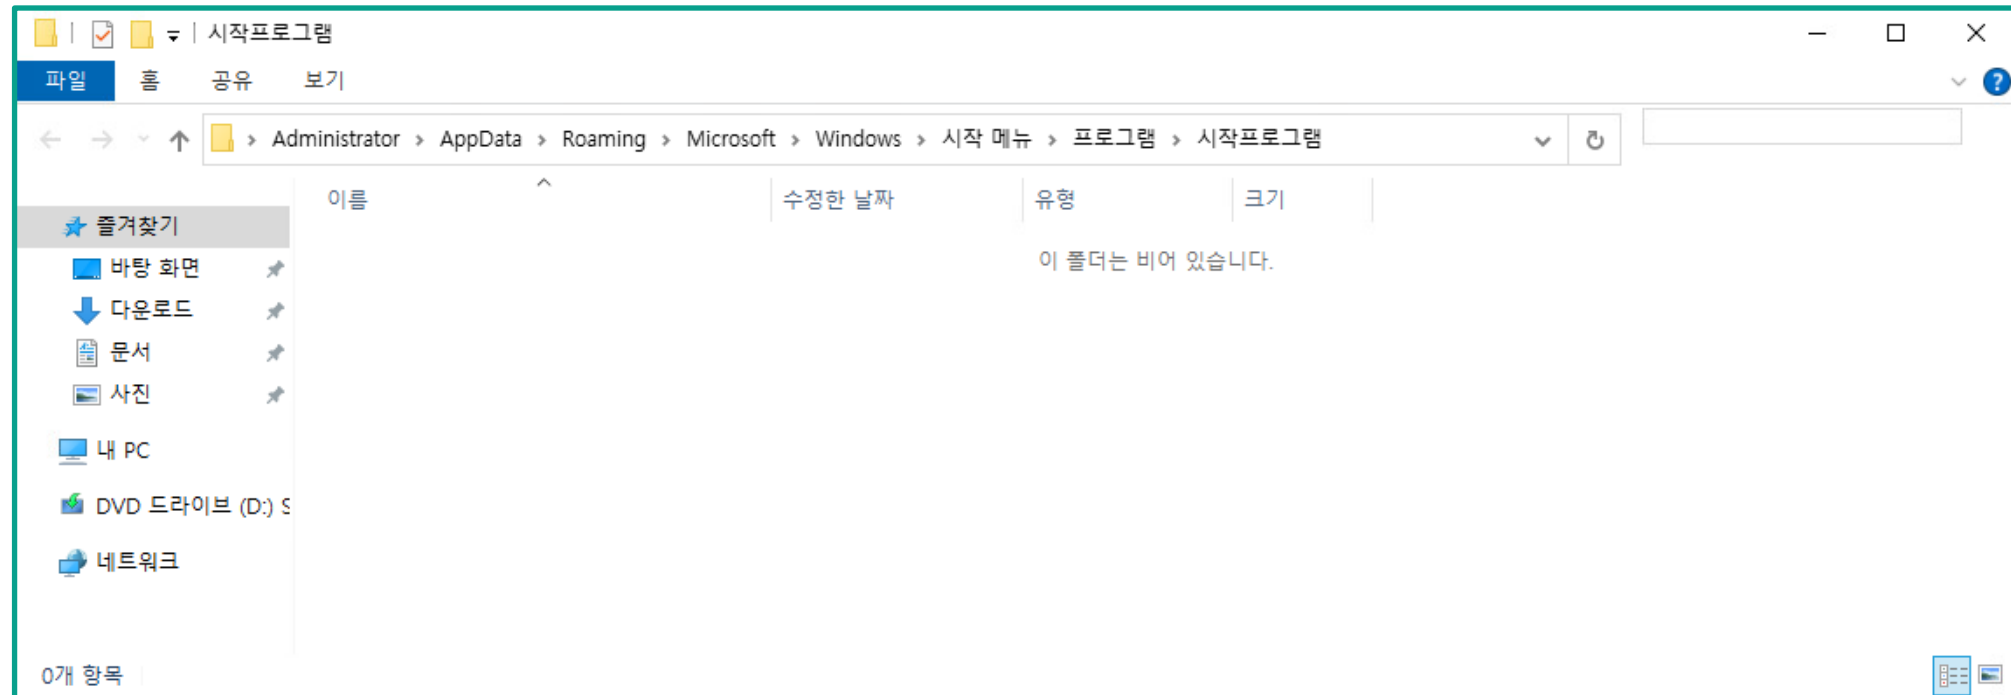 시작프로그램
파일 홈 공유 보기
Administrator > AppData > Roaming > Microsoft > Windows > 시작 메뉴 > 프로그램 > 시작프로그램
이름 수정한 날짜 유형 크기
즐겨찾기
이 폴더는 비어 있습니다.
바탕 화면
다운로드
문서
사진
내 PC
DVD 드라이브 (D:) S
네트워크
0개 항목